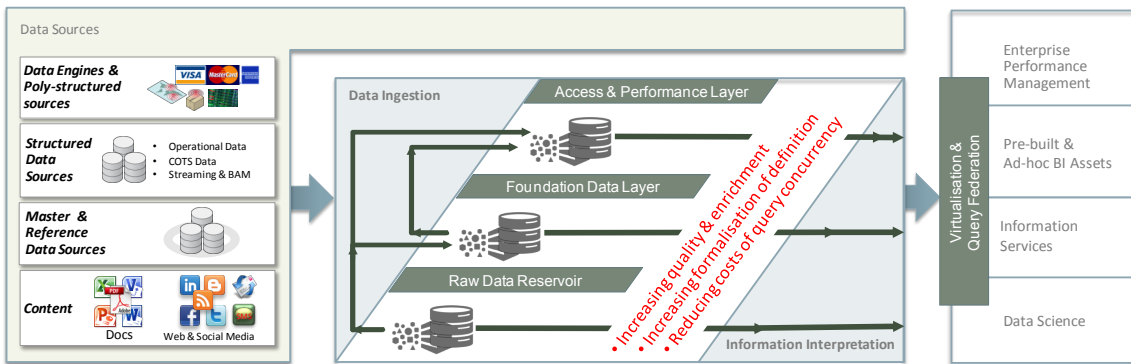 Data Sources
Data Engines &
Poly-structured
sources
VISA
MasterCard
Structured
Data
Sources
• Operational Data
• COTS Data
• Streaming & BAM
Master &
Reference
Data Sources
Content
PDF
Adobe
Docs
Web & Social Media
Data Ingestion
Access & Performance Layer
Foundation Data Layer
Raw Data Reservoir
• Increasing quality & enrichment
• Increasing formalisation of definition
• Reducing costs of query concurrency
Information Interpretation
Virtualisation &
Query Federation
Enterprise
Performance
Management
Pre-built &
Ad-hoc BI Assets
Information
Services
Data Science